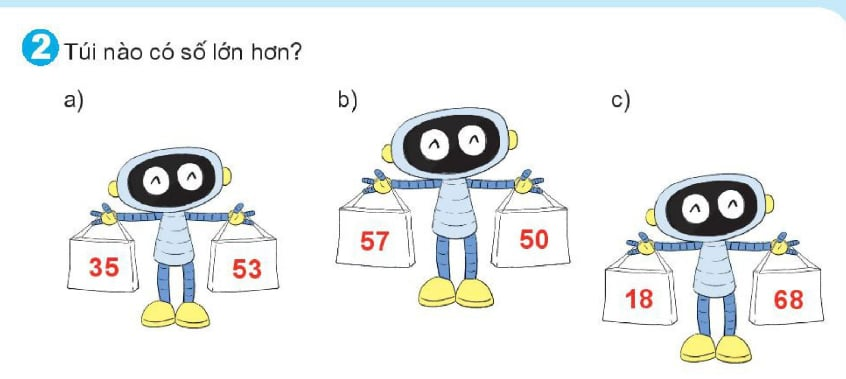 2 Túi nào có số lớn hơn?
a) b) c)
35 53 57 50 18 68